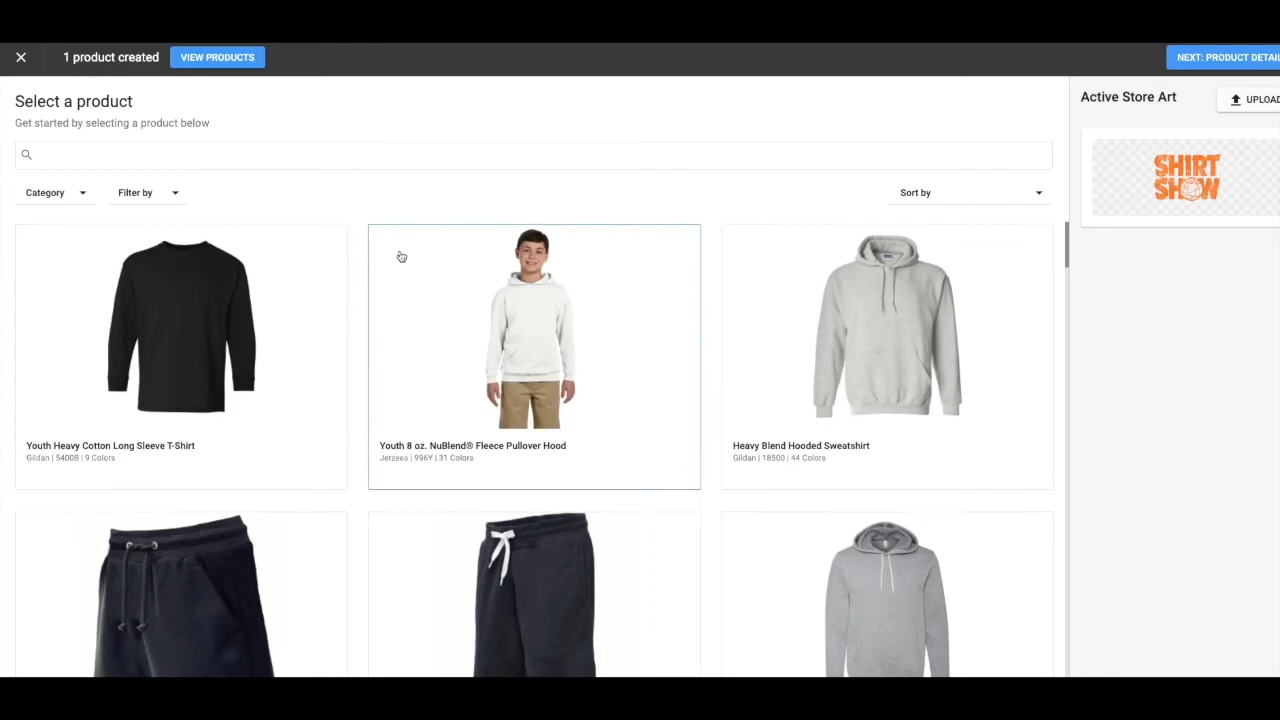 1 product created
VIEW PRODUCTS
NEXT: PRODUCT DETAIL
Select a product
Get started by selecting a product below
Active Store Art
UPLOAD
SHIRT
SHOW
Category
Filter by
Sort by
Youth Heavy Cotton Long Sleeve T-Shirt
Gildan | 5400B | 9 Colors
Youth 8 oz. NuBlend® Fleece Pullover Hood
Jerzees | 996Y | 31 Colors
Heavy Blend Hooded Sweatshirt
Gildan | 18500 | 44 Colors